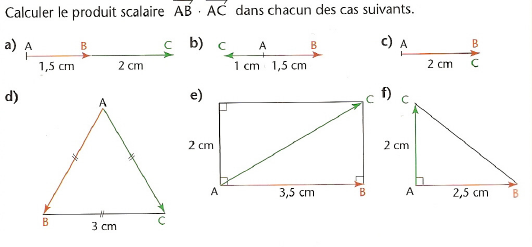 Calculer le produit scalaire AB · AC dans chacun des cas suivants.
a) A B C
1,5 cm 2 cm
b) C A B
1 cm 1,5 cm
c) A B
2 cm C
d) A
B 3 cm C
e) C
2 cm
A 3,5 cm B
f) C
2 cm
A 2,5 cm B